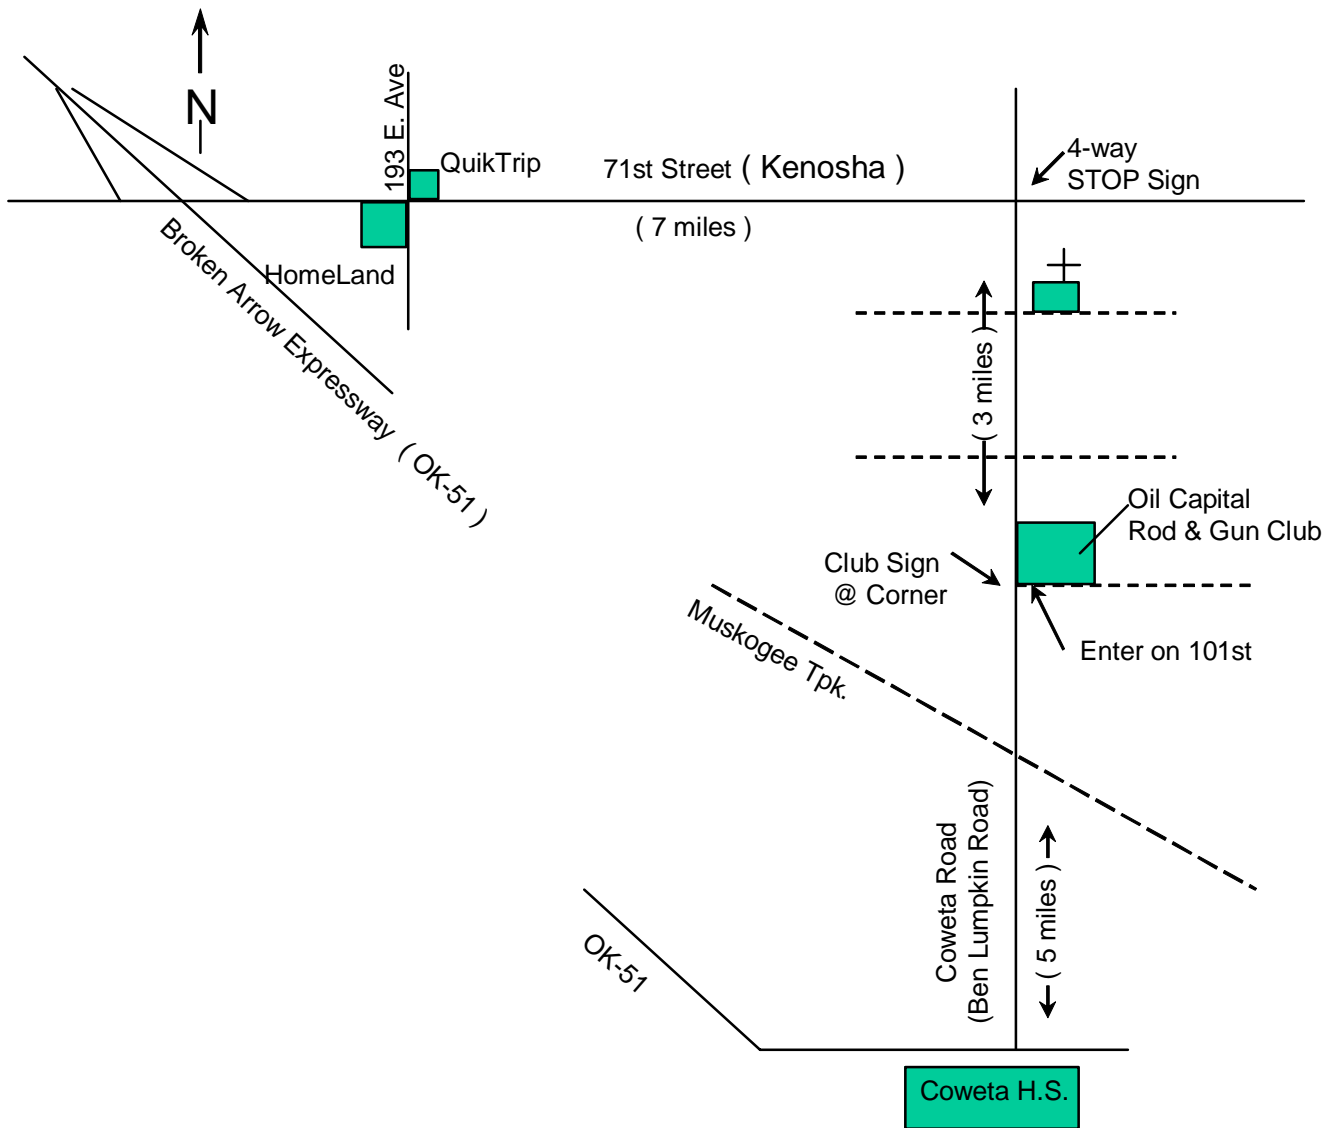 N
193 E. Ave
QuikTrip
71st Street ( Kenosha )
4-way
STOP Sign
( 7 miles )
HomeLand
Broken Arrow Expressway ( OK-51 )
( 3 miles )
Oil Capital
Rod & Gun Club
Club Sign
@ Corner
Muskogee Tpk.
Enter on 101st
Coweta Road
(Ben Lumpkin Road)
( 5 miles )
OK-51
Coweta H.S.